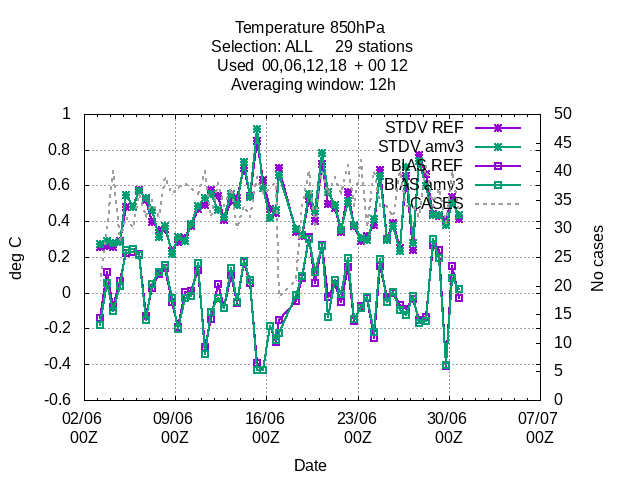 Temperature 850hPa
Selection: ALL 29 stations
Used 00,06,12,18 + 00 12
Averaging window: 12h
1
0.8
0.6
0.4
0.2
0
-0.2
-0.4
-0.6
deg C
50
45
40
35
30
25
20
15
10
5
0
No cases
STDV REF
STDV amv3
BIAS REF
BIAS amv3
CASES
02/06 09/06 16/06 23/06 30/06 07/07
00Z 00Z 00Z 00Z 00Z 00Z
Date